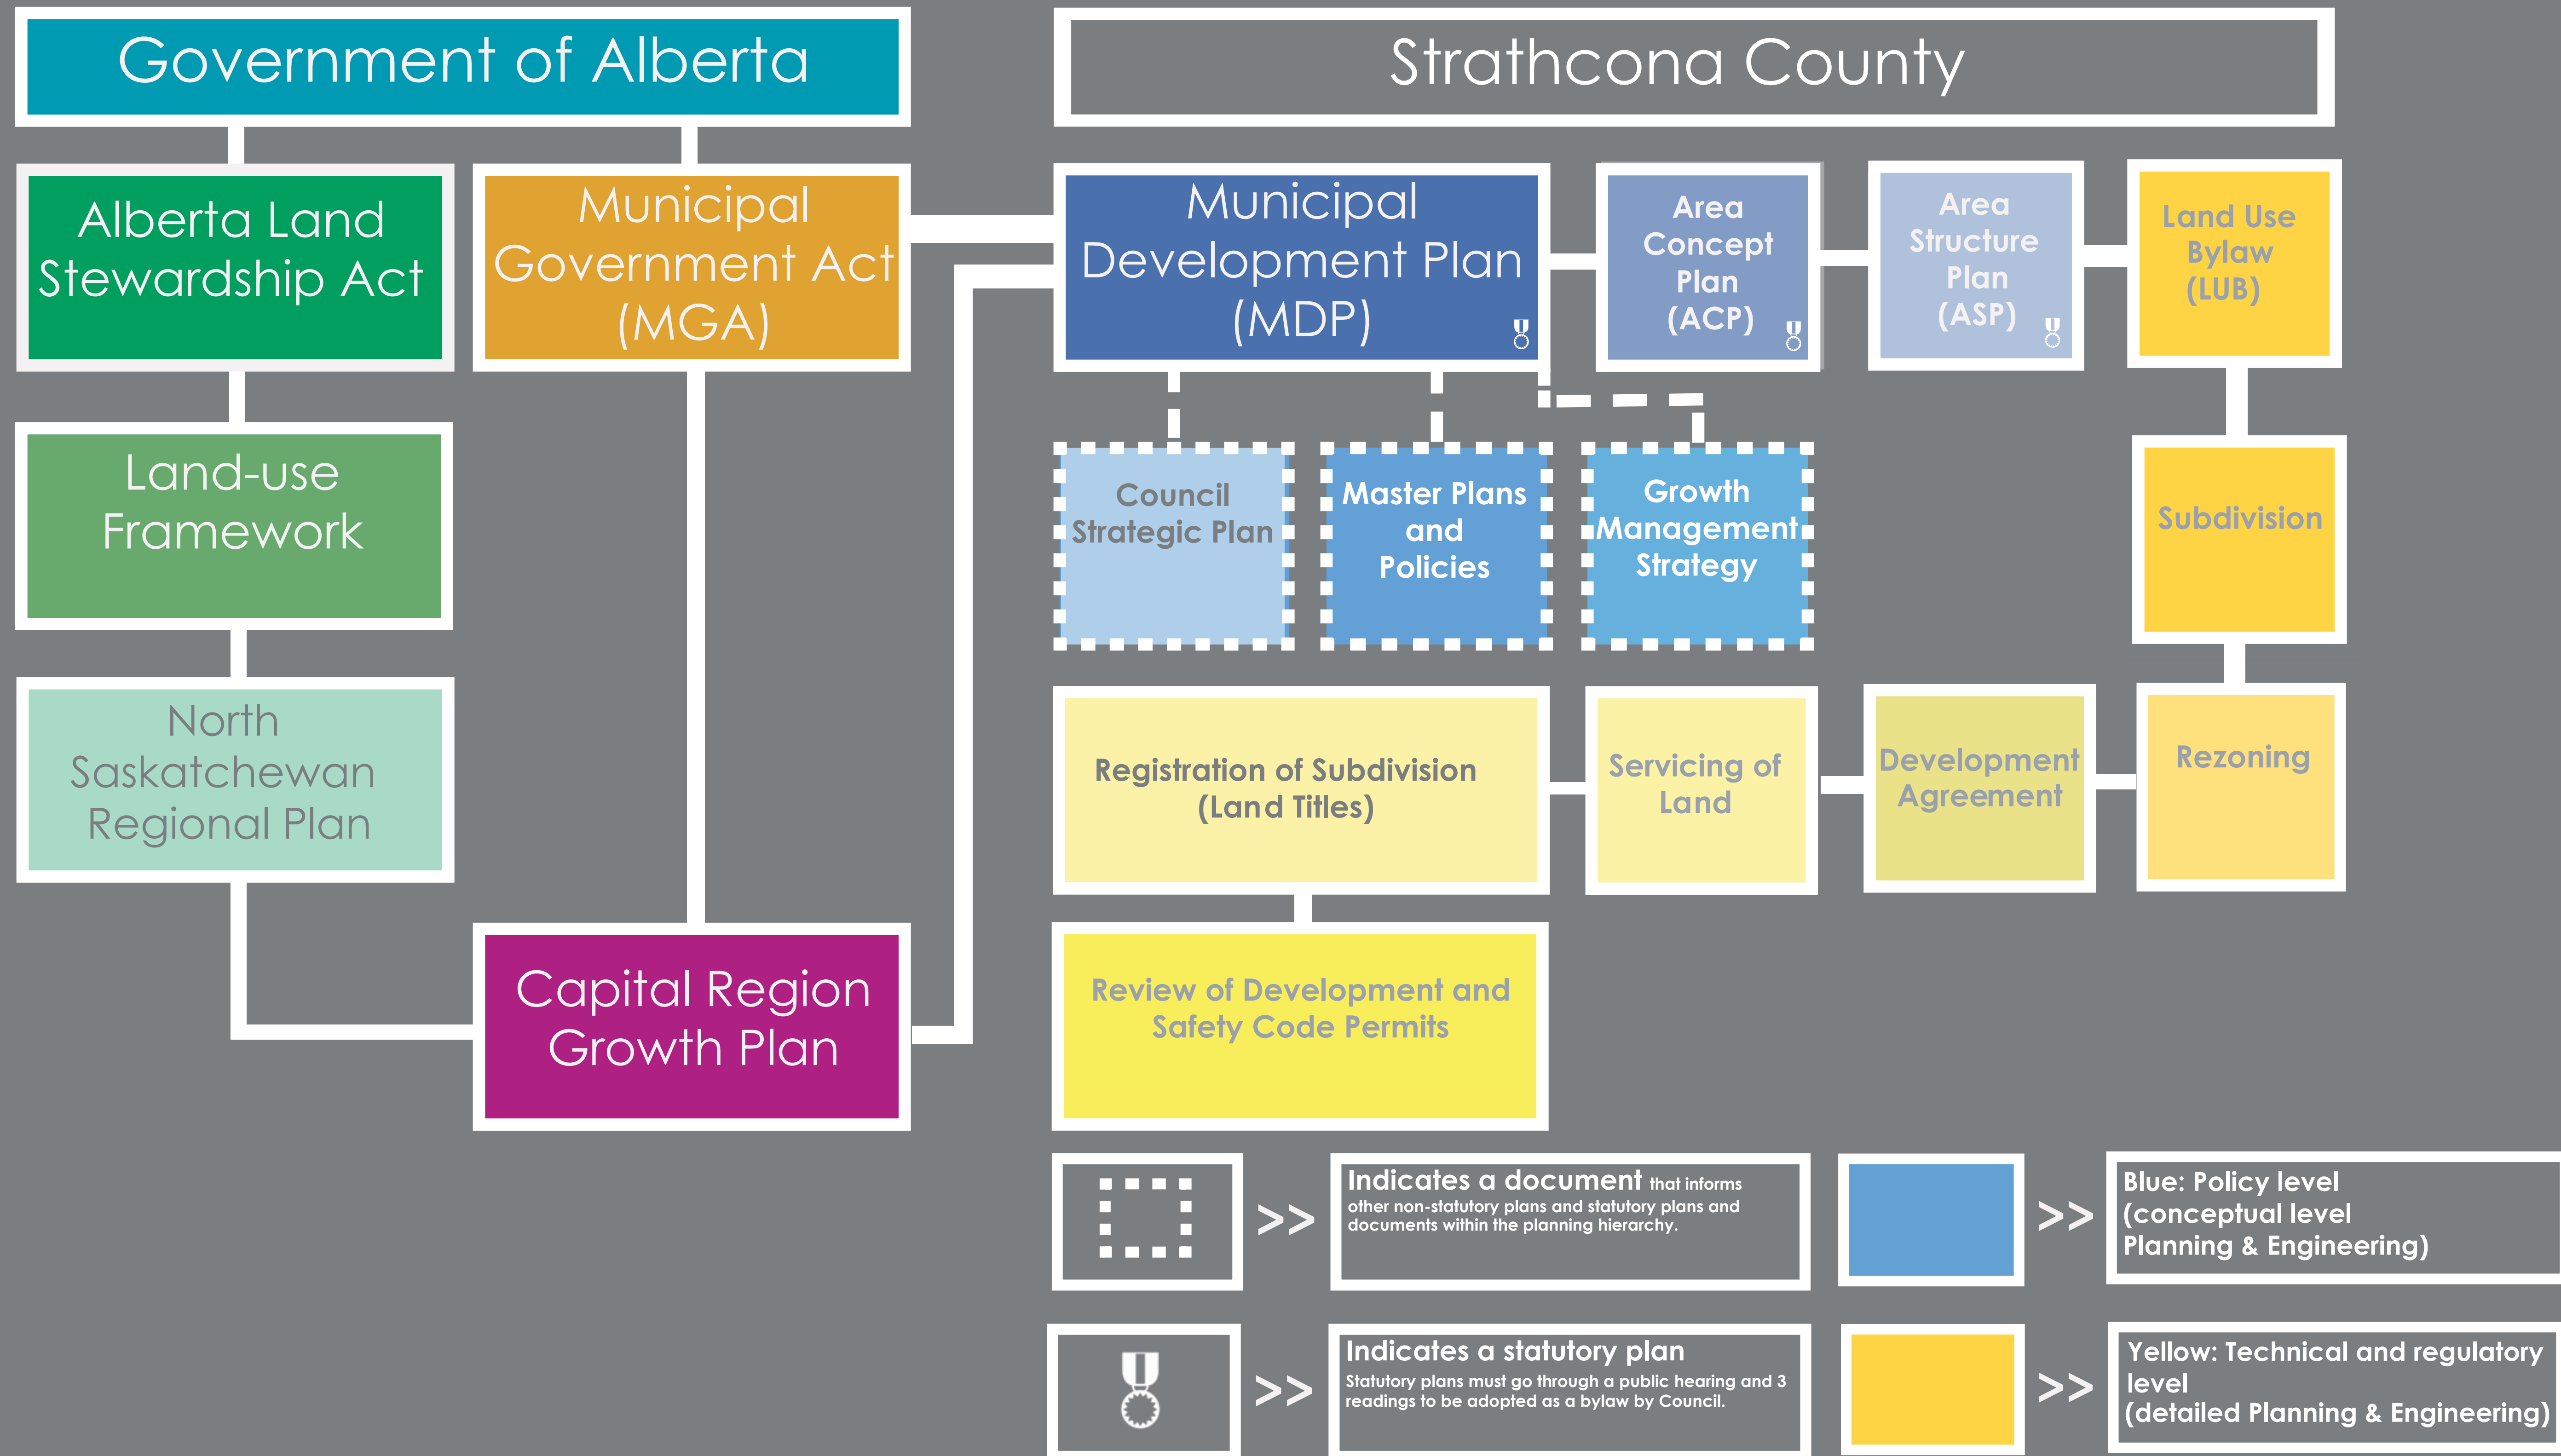 Government of Alberta
Strathcona County
Alberta Land
Stewardship Act
Municipal
Government Act
(MGA)
Municipal
Development Plan
(MDP)
Area
Concept
Plan
(ACP)
Area
Structure
Plan
(ASP)
Land Use
Bylaw
(LUB)
Land-use
Framework
Council
Strategic Plan
Master Plans
and
Policies
Growth
Management
Strategy
Subdivision
North
Saskatchewan
Regional Plan
Registration of Subdivision
(Land Titles)
Servicing of
Land
Development
Agreement
Rezoning
Capital Region
Growth Plan
Review of Development and
Safety Code Permits
>>
Indicates a document that informs
other non-statutory plans and statutory plans and
documents within the planning hierarchy.
>>
Blue: Policy level
(conceptual level
Planning & Engineering)
>>
Indicates a statutory plan
Statutory plans must go through a public hearing and 3
readings to be adopted as a bylaw by Council.
>>
Yellow: Technical and regulatory
level
(detailed Planning & Engineering)